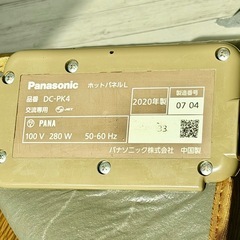 Panasonic ホットパネルL
品番 DC-PK4
交流専用
PANA
100 V 280 W 50-60 Hz
2020年製
製造番号
07 04
パナソニック株式会社 中国製